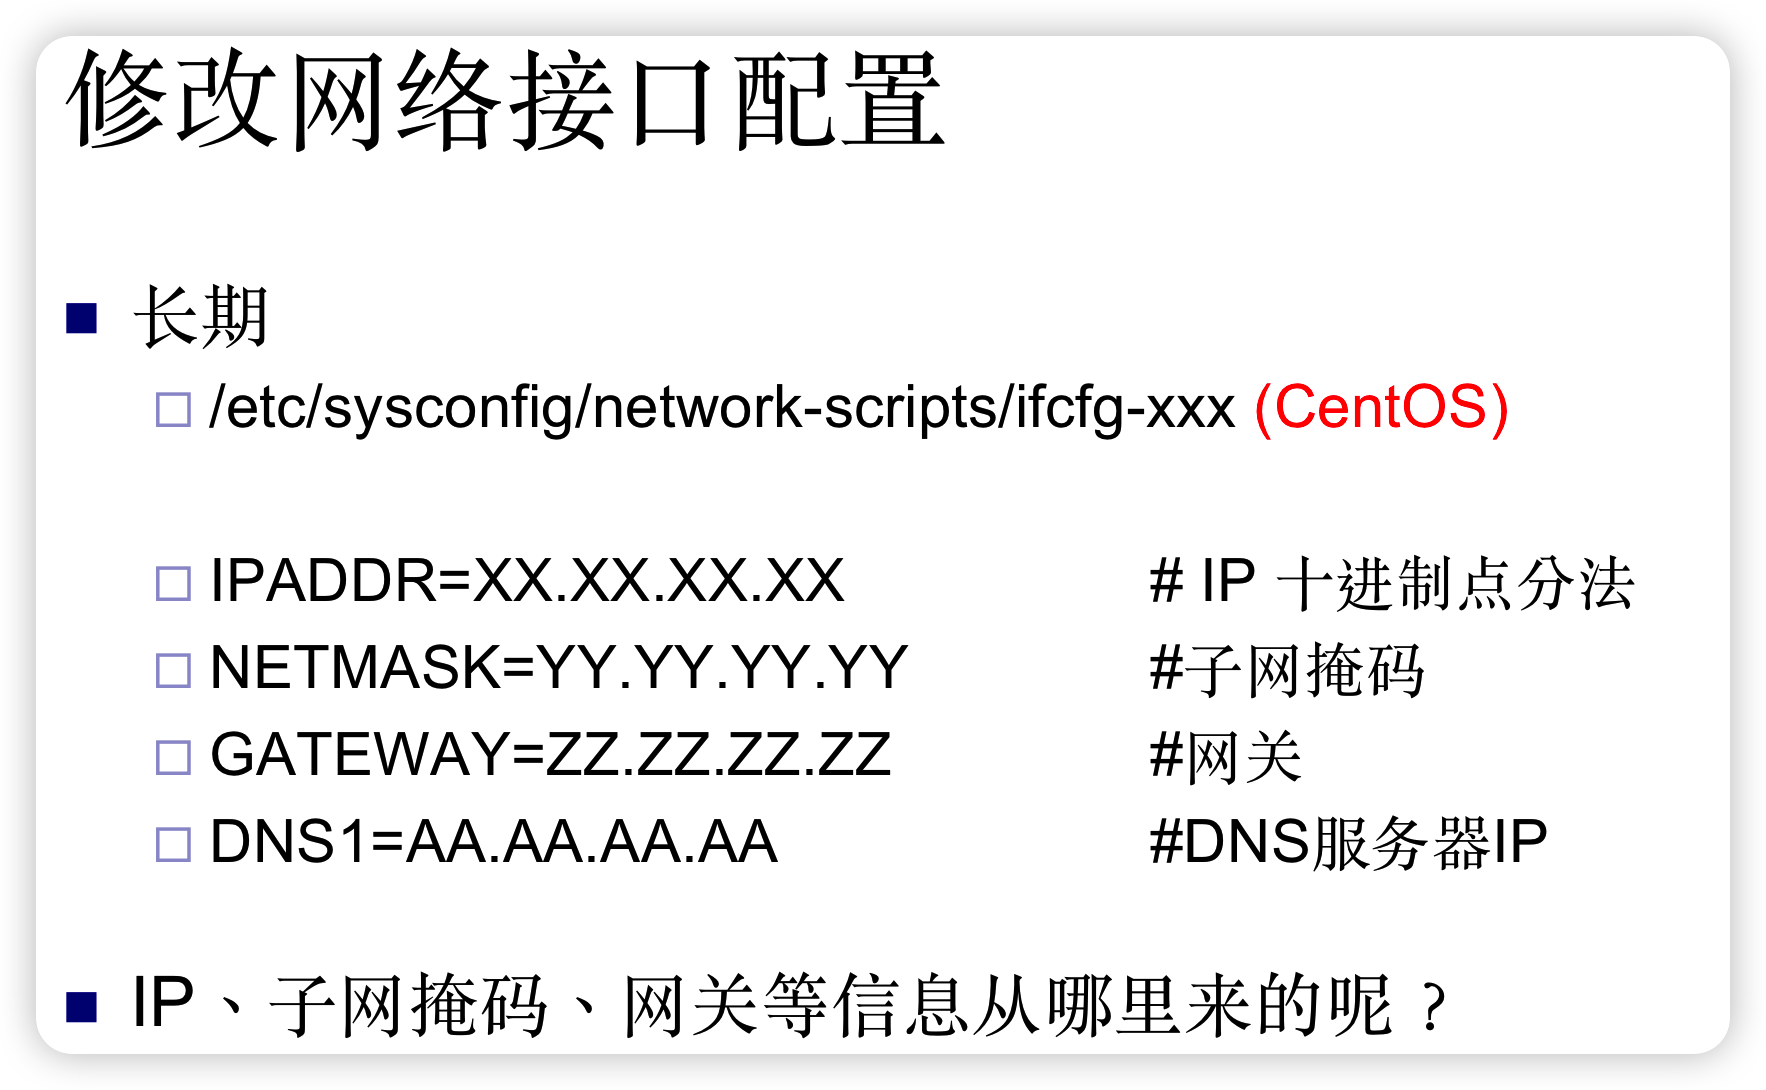 修改网络接口配置
长期
/etc/sysconfig/network-scripts/ifcfg-xxx (CentOS)
IPADDR=XX.XX.XX.XX # IP 十进制点分法
NETMASK=YY.YY.YY.YY #子网掩码
GATEWAY=ZZ.ZZ.ZZ.ZZ #网关
DNS1=AA.AA.AA.AA #DNS服务器IP
IP、子网掩码、网关等信息从哪里来的呢？